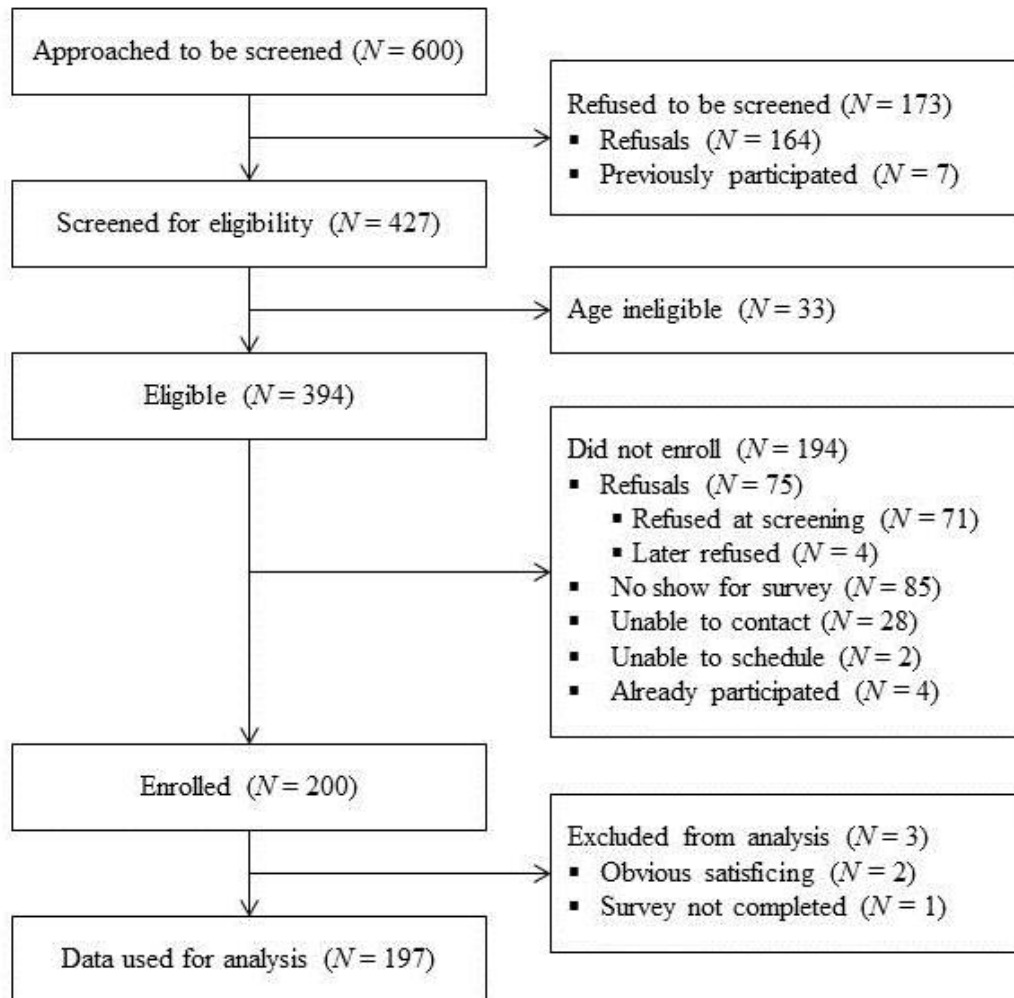 Approached to be screened (N = 600)
Refused to be screened (N = 173)
▪ Refusals (N = 164)
▪ Previously participated (N = 7)
Screened for eligibility (N = 427)
Age ineligible (N = 33)
Eligible (N = 394)
Did not enroll (N = 194)
▪ Refusals (N = 75)
▪ Refused at screening (N = 71)
▪ Later refused (N = 4)
▪ No show for survey (N = 85)
▪ Unable to contact (N = 28)
▪ Unable to schedule (N = 2)
▪ Already participated (N = 4)
Enrolled (N = 200)
Excluded from analysis (N = 3)
▪ Obvious satisficing (N = 2)
▪ Survey not completed (N = 1)
Data used for analysis (N = 197)